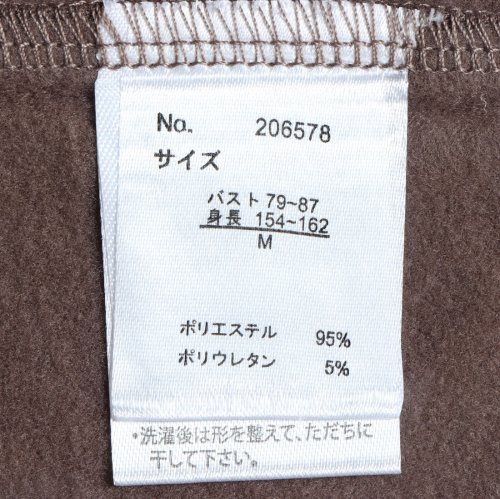 No. 206578
サイズ
バスト 79~87
身長 154~162
M
ポリエステル 95%
ポリウレタン 5%
・洗濯後は形を整えて、ただちに
干して下さい。